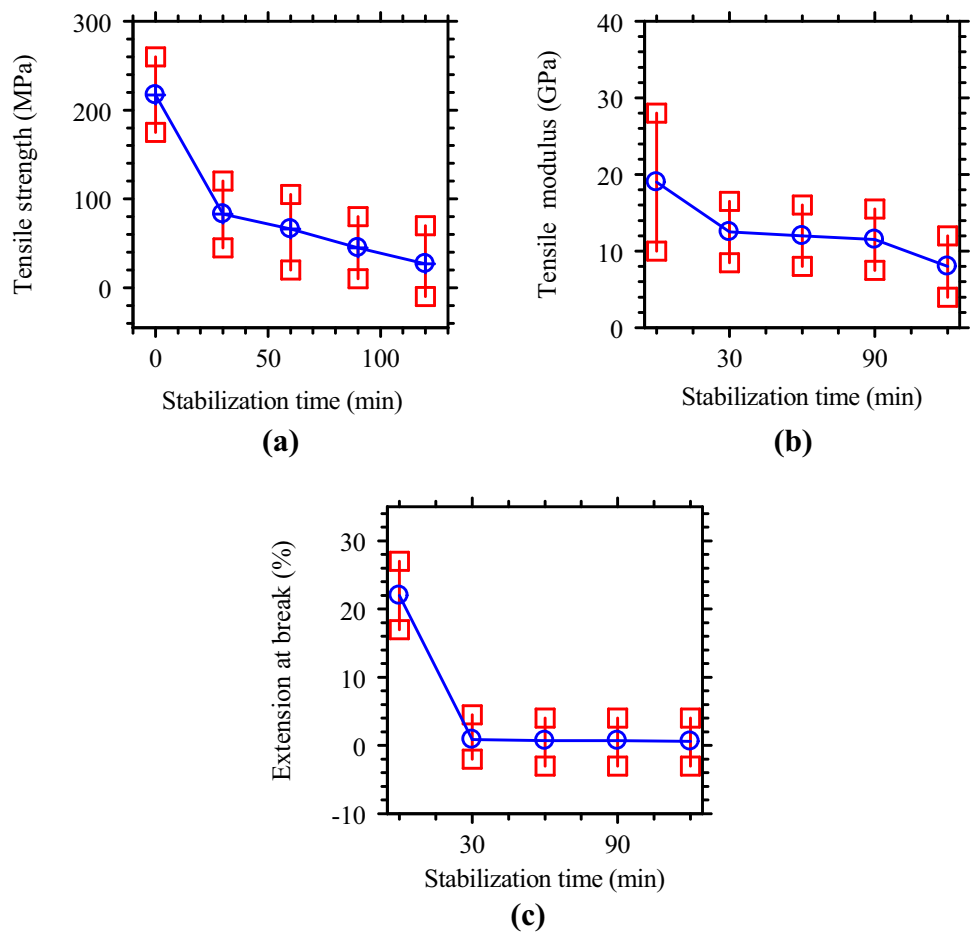 300
200
100
0
Tensile strength (MPa)
0 50 100
Stabilization time (min)
(a)
40
30
20
10
0
Tensile modulus (GPa)
30 90
Stabilization time (min)
(b)
30
20
10
0
-10
Extension at break (%)
30 90
Stabilization time (min)
(c)